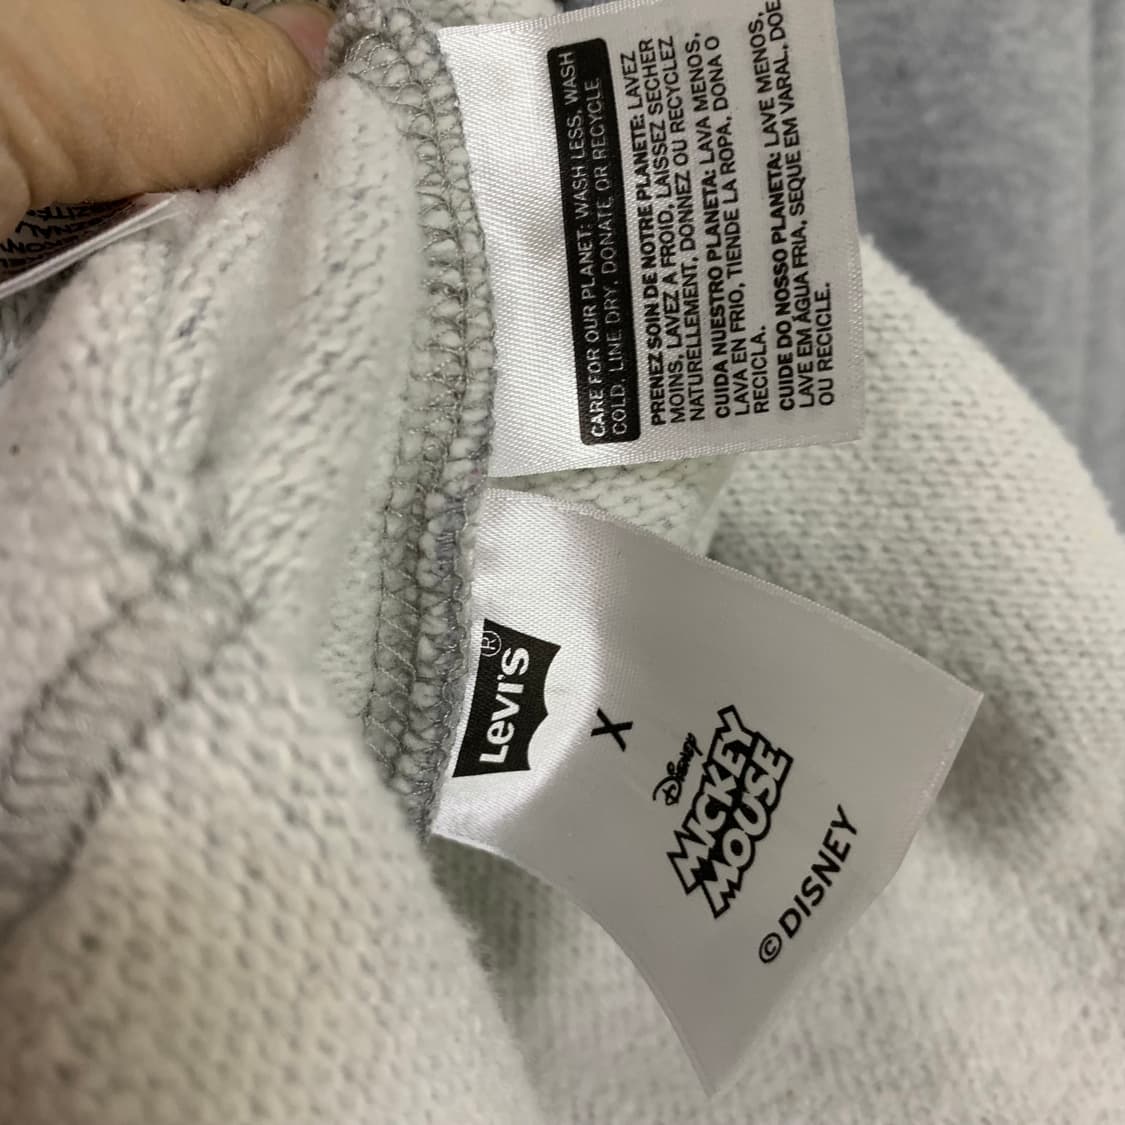 CARE FOR OUR PLANET: WASH LESS, WASH
COLD, LINE DRY, DONATE OR RECYCLE.
PRENEZ SOIN DE NOTRE PLANETE: LAVEZ
MOINS, LAVEZ A FROID, LAISSEZ SECHER
NATURELLEMENT, DONNEZ OU RECYCLEZ
CUIDA NUESTRO PLANETA: LAVA MENOS,
LAVA EN FRIO, TIENDE LA ROPA, DONA O
RECICLA.
CUIDE DO NOSSO PLANETA: LAVE MENOS,
LAVE EM ÁGUA FRIA, SEQUE EM VARAL, DOE
OU RECICLE.
Levi's ®
X
Disney
MICKEY
MOUSE
©DISNEY